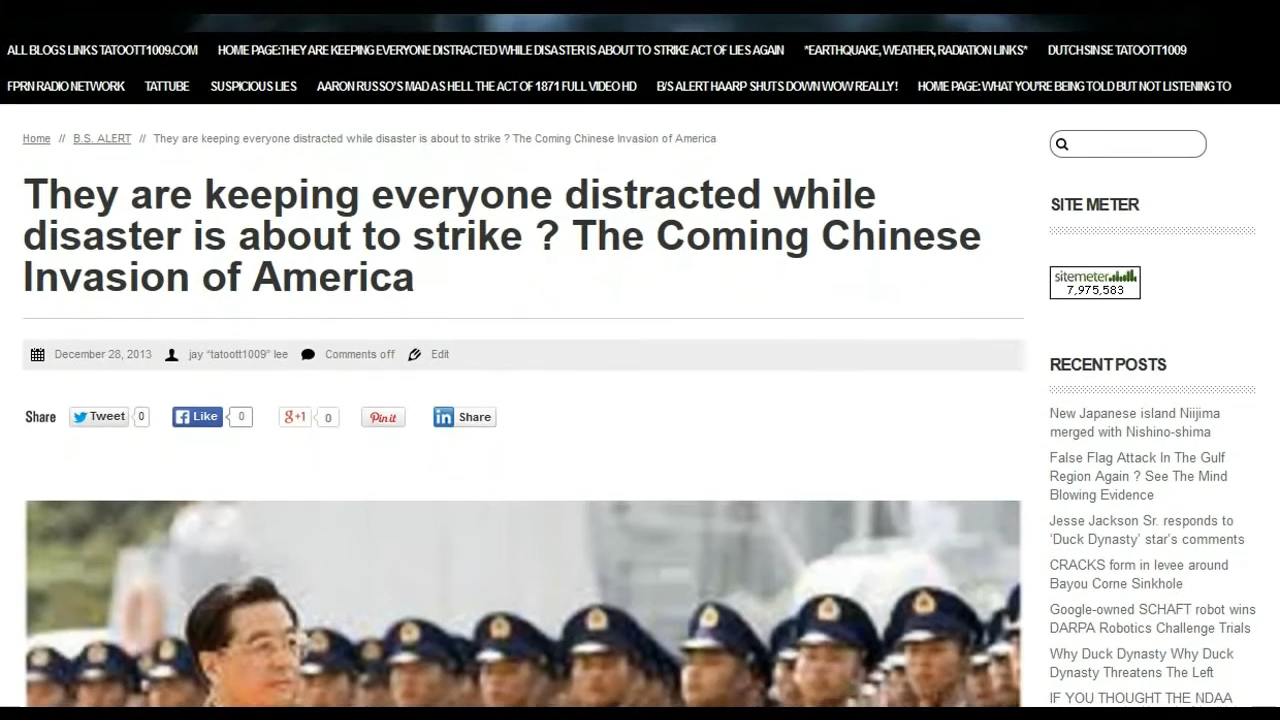 ALL BLOGS LINKS TATOOTT1009.COM HOME PAGE:THEY ARE KEEPING EVERYONE DISTRACTED WHILE DISASTER IS ABOUT TO STRIKE ACT OF LIES AGAIN *EARTHQUAKE, WEATHER, RADIATION LINKS* DUTCHSINSE TATOOTT1009
FPRN RADIO NETWORK TATTUBE SUSPICIOUS LIES AARON RUSSO'S MAD AS HELL THE ACT OF 1871 FULL VIDEO HD B/S ALERT HAARP SHUTS DOWN WOW REALLY! HOME PAGE: WHAT YOU'RE BEING TOLD BUT NOT LISTENING TO
Home // B.S. ALERT // They are keeping everyone distracted while disaster is about to strike ? The Coming Chinese Invasion of America
They are keeping everyone distracted while
disaster is about to strike ? The Coming Chinese
Invasion of America
December 28, 2013 jay “tatoott1009” lee Comments off Edit
Share Tweet 0 Like 0 g+1 0 Pin it in Share
SITE METER
sitemeter
7,975,583
RECENT POSTS
New Japanese island Niijima
merged with Nishino-shima
False Flag Attack In The Gulf
Region Again ? See The Mind
Blowing Evidence
Jesse Jackson Sr. responds to
‘Duck Dynasty’ star’s comments
CRACKS form in levee around
Bayou Corne Sinkhole
Google-owned SCHAFT robot wins
DARPA Robotics Challenge Trials
Why Duck Dynasty Why Duck
Dynasty Threatens The Left
IF YOU THOUGHT THE NDAA